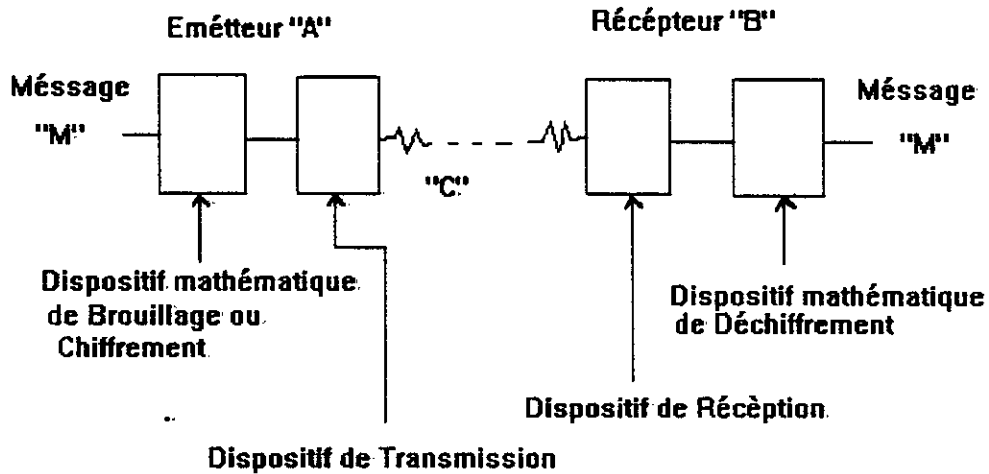 Emétteur "A"
Récépteur "B"
Méssage
"M"
Méssage
"M"
"C"
Dispositif mathématique
de Brouillage ou
Chiffrement
Dispositif mathématique
de Déchiffrement
Dispositif de Récèption
Dispositif de Transmission